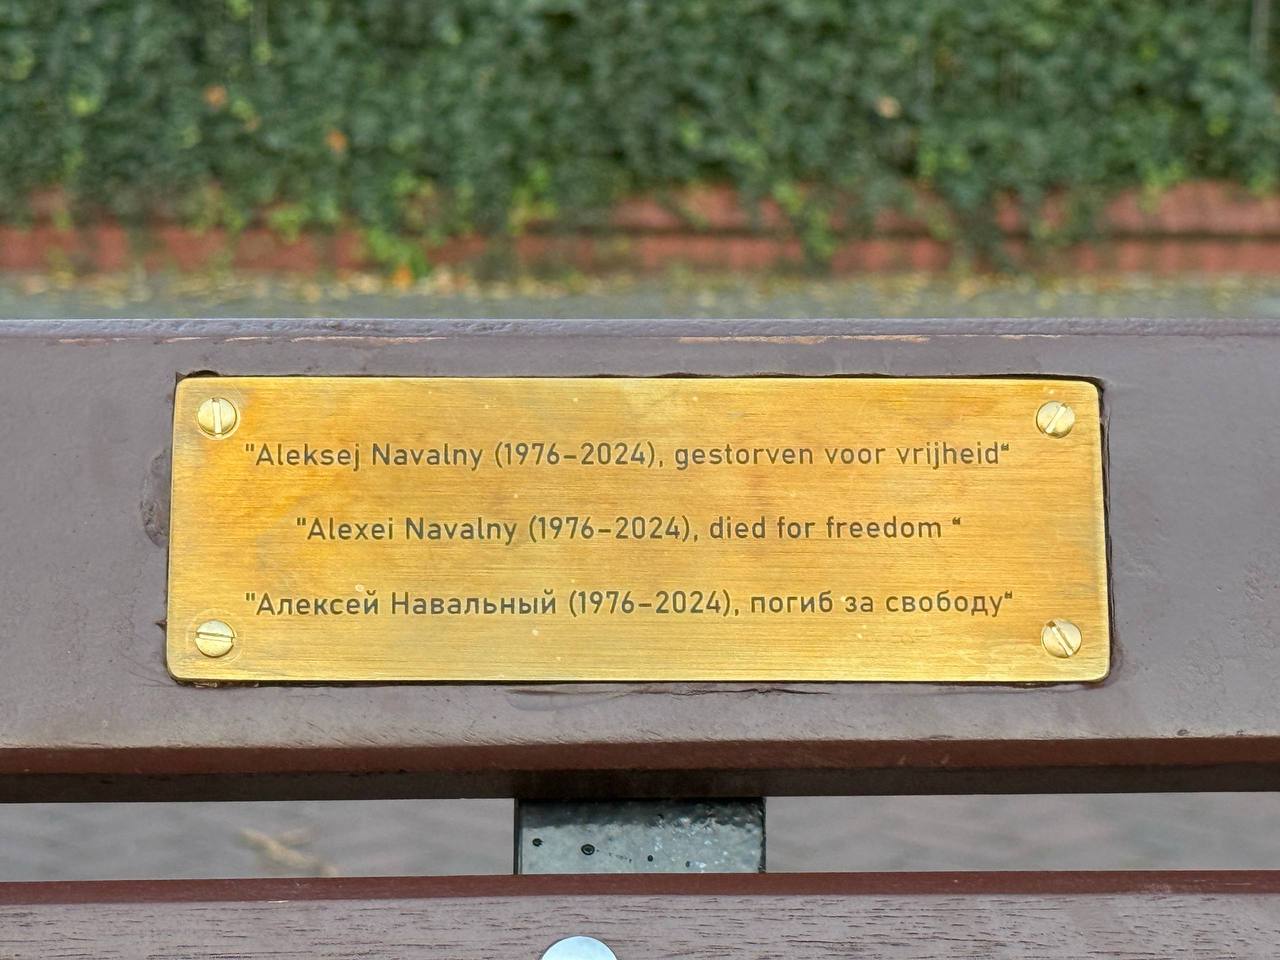 "Aleksej Navalny (1976–2024), gestorven voor vrijheid“
"Alexei Navalny (1976–2024), died for freedom “
"Алексей Навальный (1976–2024), погиб за свободу“